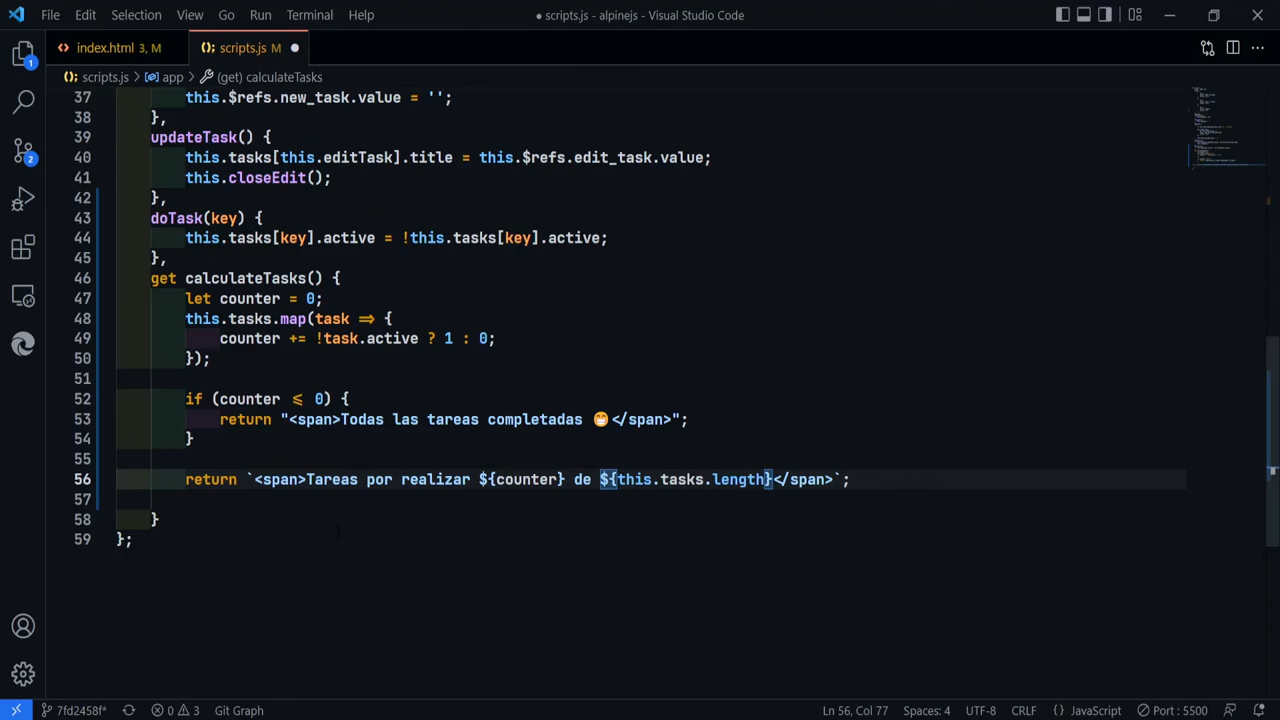 File Edit Selection View Go Run Terminal Help ● scripts.js - alpinejs - Visual Studio Code
index.html 3, M scripts.js M
scripts.js > app > (get) calculateTasks
37 this.$refs.new_task.value = '';
38 },
39 updateTask() {
40 this.tasks[this.editTask].title = this.$refs.edit_task.value;
41 this.closeEdit();
42 },
43 doTask(key) {
44 this.tasks[key].active = !this.tasks[key].active;
45 },
46 get calculateTasks() {
47 let counter = 0;
48 this.tasks.map(task => {
49 counter += !task.active ? 1 : 0;
50 });
51
52 if (counter <= 0) {
53 return "<span>Todas las tareas completadas 😁</span>";
54 }
55
56 return `<span>Tareas por realizar ${counter} de ${this.tasks.length}</span>`;
57
58 }
59 };
1
2
7fd2458f* 0 3 Git Graph Ln 56, Col 77 Spaces: 4 UTF-8 CRLF {} JavaScript Port : 5500